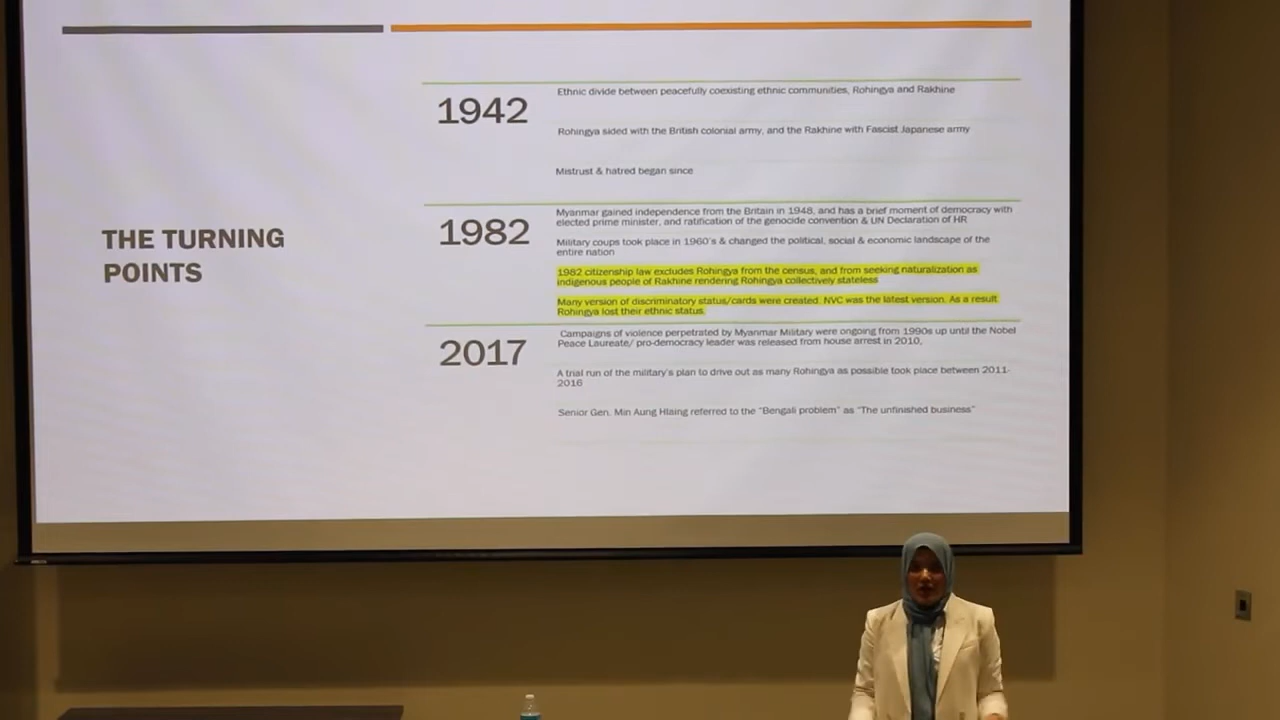 THE TURNING
POINTS
1942
Ethnic divide between peacefully coexisting ethnic communities, Rohingya and Rakhine
Rohingya sided with the British colonial army, and the Rakhine with Fascist Japanese army
Mistrust & hatred began since
1982
Myanmar gained independence from the Britain in 1948, and has a brief moment of democracy with
elected prime minister, and ratification of the genocide convention & UN Declaration of HR
Military coups took place in 1960's & changed the political, social & economic landscape of the
entire nation
1982 citizenship law excludes Rohingya from the census, and from seeking naturalization as
indigenous people of Rakhine rendering Rohingya collectively stateless
Many version of discriminatory status/cards were created. NVC was the latest version. As a result
Rohingya lost their ethnic status.
2017
Campaigns of violence perpetrated by Myanmar Military were ongoing from 1990s up until the Nobel
Peace Laureate/ pro-democracy leader was released from house arrest in 2010,
A trial run of the military's plan to drive out as many Rohingya as possible took place between 2011-
2016
Senior Gen. Min Aung Hlaing referred to the "Bengali problem" as "The unfinished business"